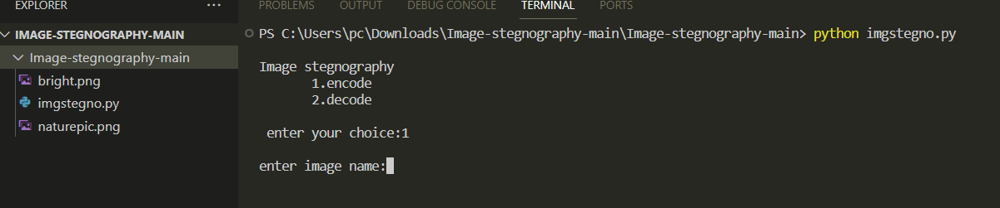 EXPLORER ...
PROBLEMS OUTPUT DEBUG CONSOLE TERMINAL PORTS
IMAGE-STEGNOGRAPHY-MAIN
Image-stegnography-main
bright.png
imgstegno.py
naturepic.png
PS C:\Users\pc\Downloads\Image-stegnography-main\Image-stegnography-main> python imgstegno.py
Image stegnography
1.encode
2.decode
enter your choice:1
enter image name: